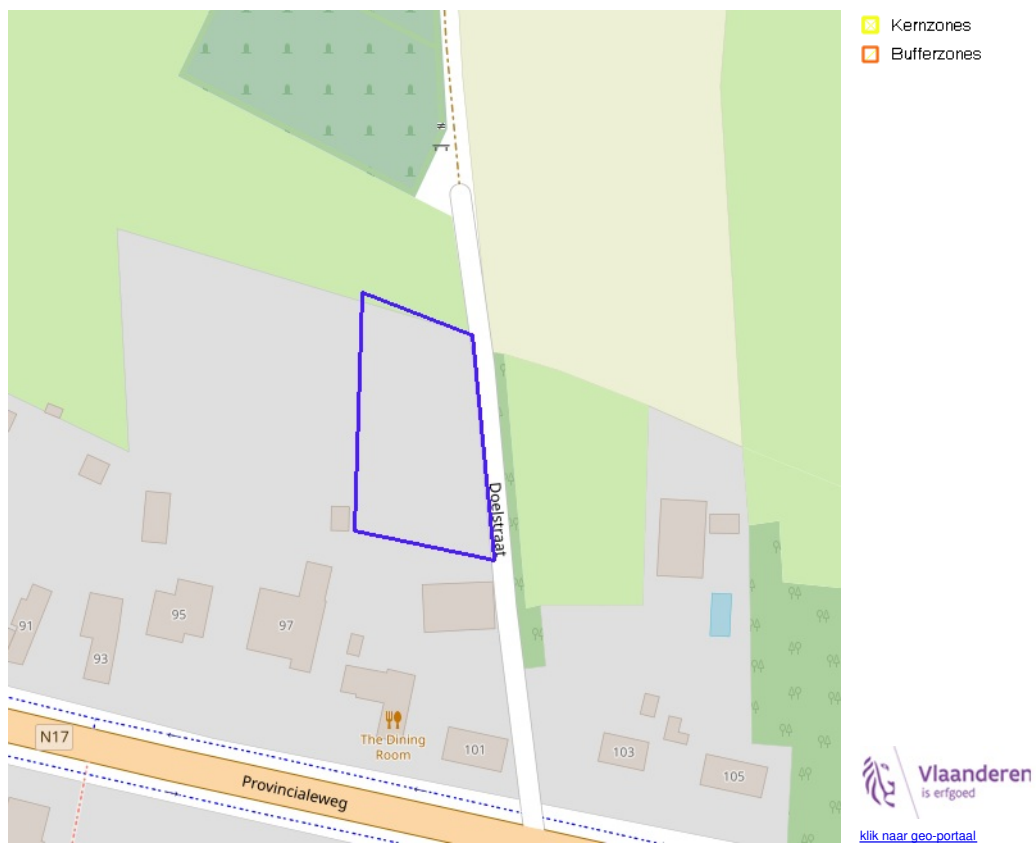 Kernzones
Bufferzones
Doelstraat
91
93
95
97
The Dining
Room
101
103
105
N17
Provincialeweg
Vlaanderen
is erfgoed
klik naar geo-portaal